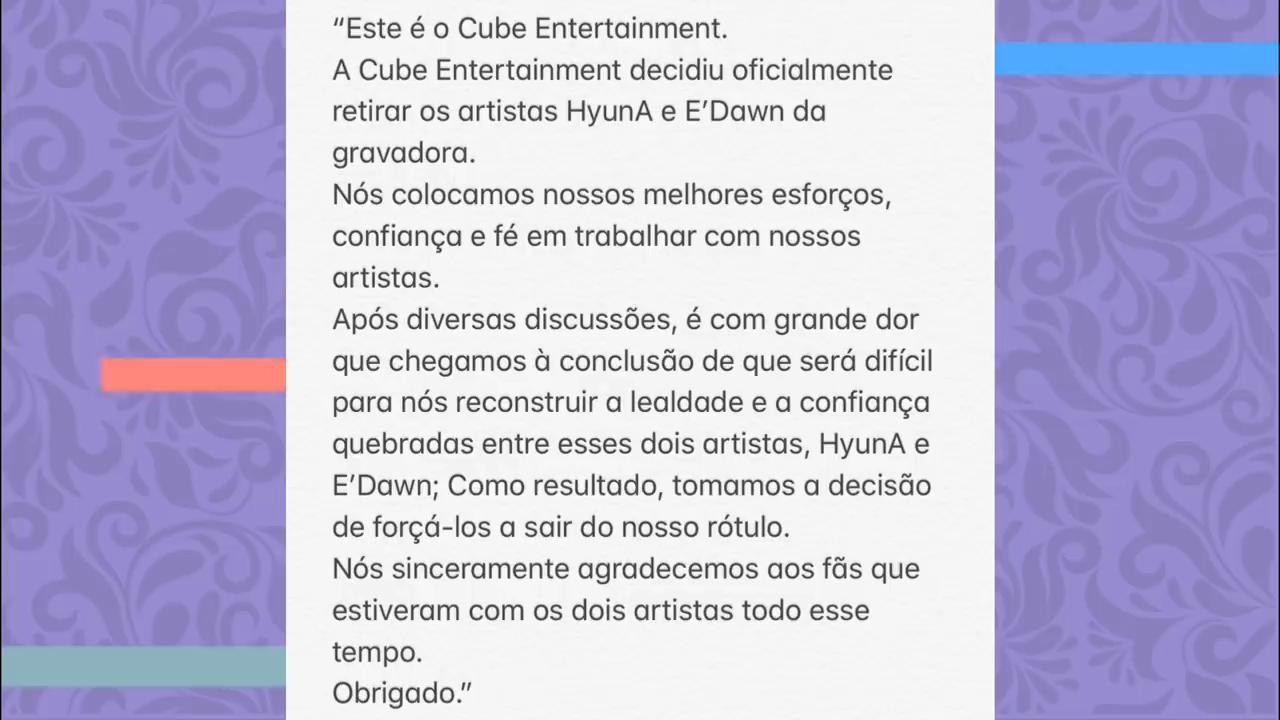 “Este é o Cube Entertainment.
A Cube Entertainment decidiu oficialmente
retirar os artistas HyunA e E’Dawn da
gravadora.
Nós colocamos nossos melhores esforços,
confiança e fé em trabalhar com nossos
artistas.
Após diversas discussões, é com grande dor
que chegamos à conclusão de que será difícil
para nós reconstruir a lealdade e a confiança
quebradas entre esses dois artistas, HyunA e
E’Dawn; Como resultado, tomamos a decisão
de forçá-los a sair do nosso rótulo.
Nós sinceramente agradecemos aos fãs que
estiveram com os dois artistas todo esse
tempo.
Obrigado.”